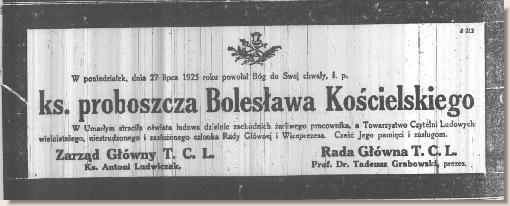 8 212
W poniedziałek, dnia 27 lipca 1925 roku powołał Bóg do Swej chwały, ś. p.
ks. proboszcza Bolesława Kościelskiego
W Umarłym straciła oświata ludowa dzielnic zachodnich żarliwego pracownika, a Towarzystwo Czytelni Ludowych
wieloletniego, niestrudzonego i zasłużonego członka Rady Głównej i Wiceprezesa. Cześć Jego pamięci i zasługom.
Zarząd Główny T. C. L.
Ks. Antoni Ludwiczak.
Rada Główna T. C. L.
Prof. Dr. Tadeusz Grabowski, prezes.